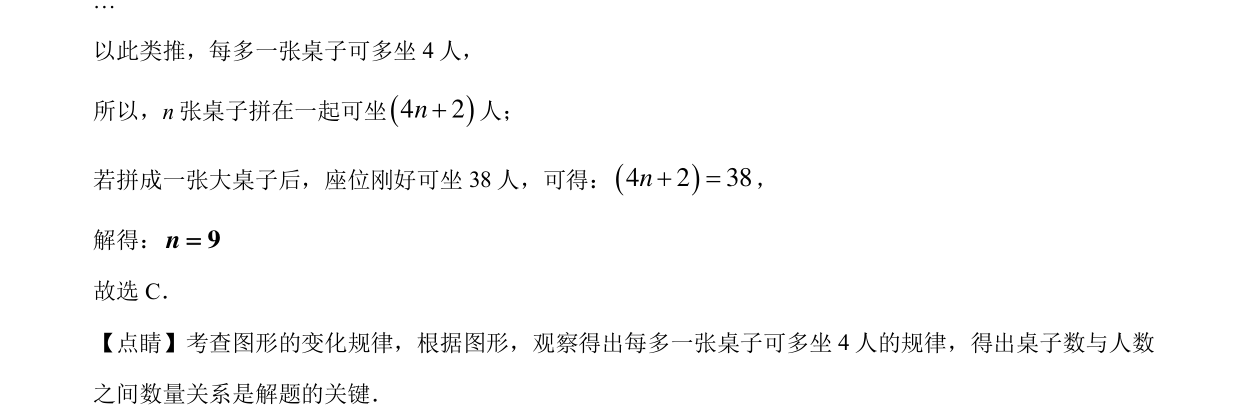 …
以此类推，每多一张桌子可多坐 4 人，
所以，n 张桌子拼在一起可坐(4n+2)人；
若拼成一张大桌子后，座位刚好可坐 38 人，可得：(4n+2)=38，
解得：n=9
故选 C．
【点睛】考查图形的变化规律，根据图形，观察得出每多一张桌子可多坐 4 人的规律，得出桌子数与人数
之间数量关系是解题的关键．